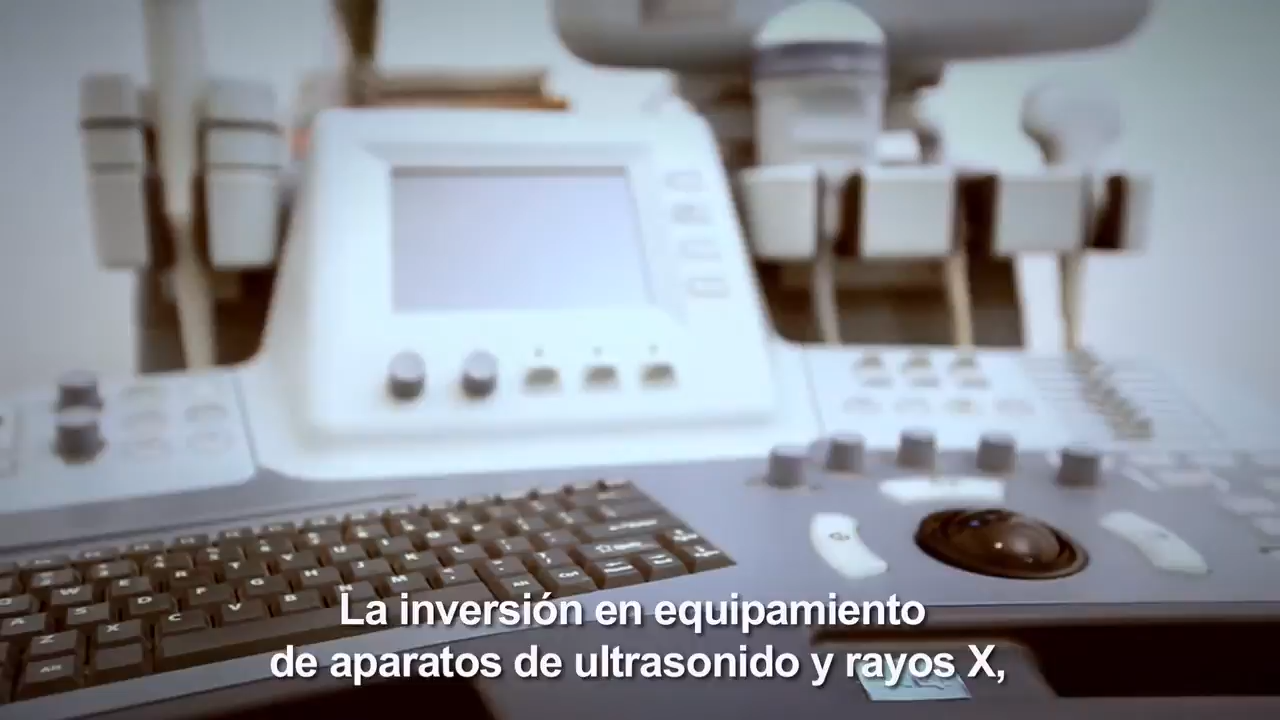 La inversión en equipamiento
de aparatos de ultrasonido y rayos X,